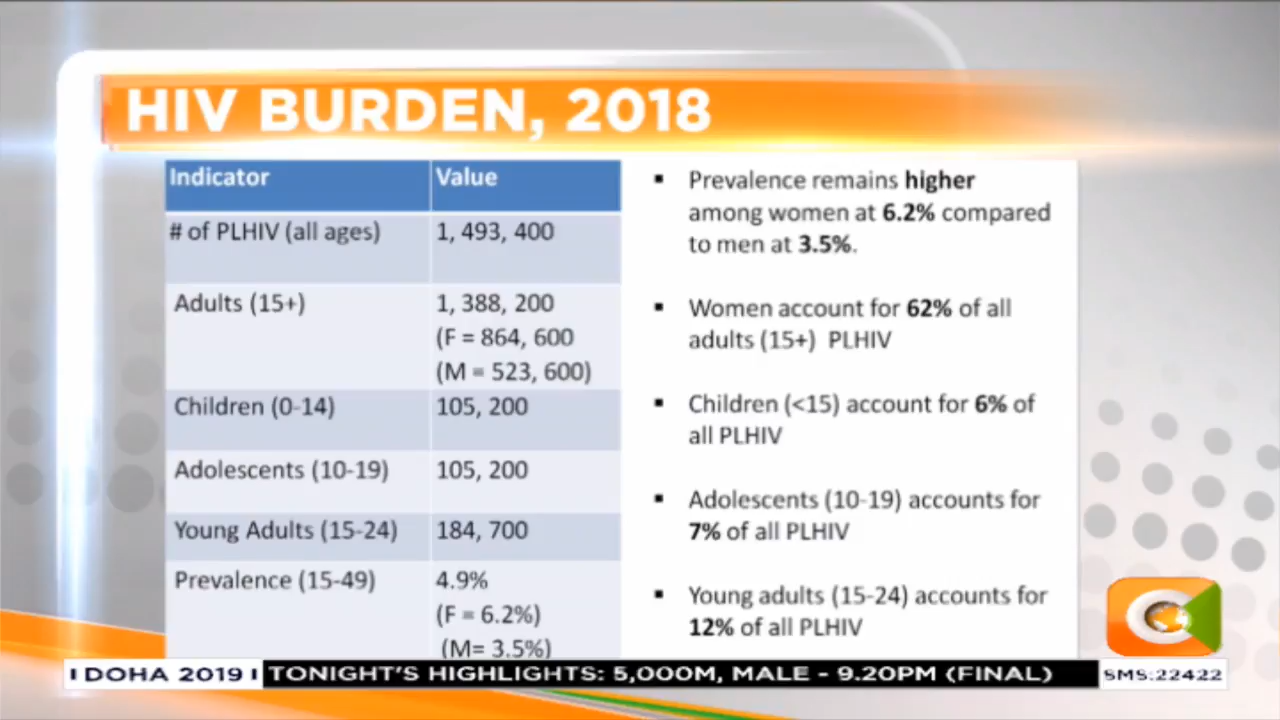 HIV BURDEN, 2018
Indicator Value
# of PLHIV (all ages) 1, 493, 400
Adults (15+) 1, 388, 200
(F = 864, 600
(M = 523, 600)
Children (0-14) 105, 200
Adolescents (10-19) 105, 200
Young Adults (15-24) 184, 700
Prevalence (15-49) 4.9%
(F = 6.2%)
(M= 3.5%)
▪ Prevalence remains higher
among women at 6.2% compared
to men at 3.5%.
▪ Women account for 62% of all
adults (15+) PLHIV
▪ Children (<15) account for 6% of
all PLHIV
▪ Adolescents (10-19) accounts for
7% of all PLHIV
▪ Young adults (15-24) accounts for
12% of all PLHIV
DOHA 2019 TONIGHT'S HIGHLIGHTS: 5,000M, MALE - 9.20PM (FINAL) SMS:22422